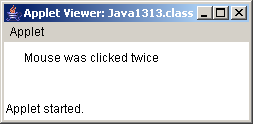 Applet Viewer: Java1313.class
Applet
Mouse was clicked twice
Applet started.